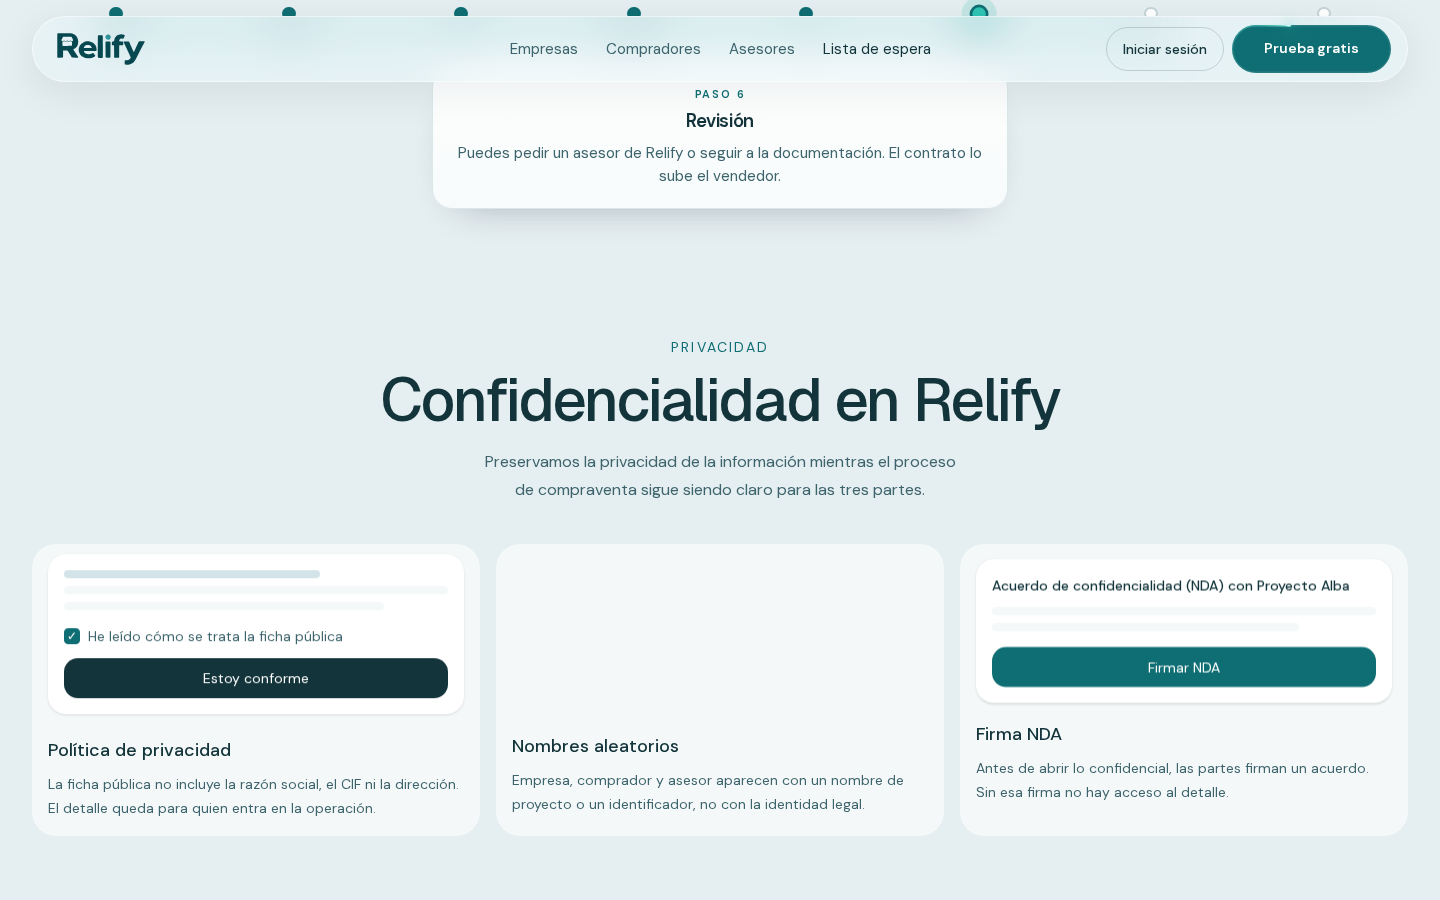 Relify
Empresas
Compradores
Asesores
Lista de espera
Iniciar sesión
Prueba gratis
PASO 6
Revisión
Puedes pedir un asesor de Relify o seguir a la documentación. El contrato lo
sube el vendedor.
PRIVACIDAD
Confidencialidad en Relify
Preservamos la privacidad de la información mientras el proceso
de compraventa sigue siendo claro para las tres partes.
✓ He leído cómo se trata la ficha pública
Estoy conforme
Política de privacidad
La ficha pública no incluye la razón social, el CIF ni la dirección.
El detalle queda para quien entra en la operación.
Nombres aleatorios
Empresa, comprador y asesor aparecen con un nombre de
proyecto o un identificador, no con la identidad legal.
Acuerdo de confidencialidad (NDA) con Proyecto Alba
Firmar NDA
Firma NDA
Antes de abrir lo confidencial, las partes firman un acuerdo.
Sin esa firma no hay acceso al detalle.